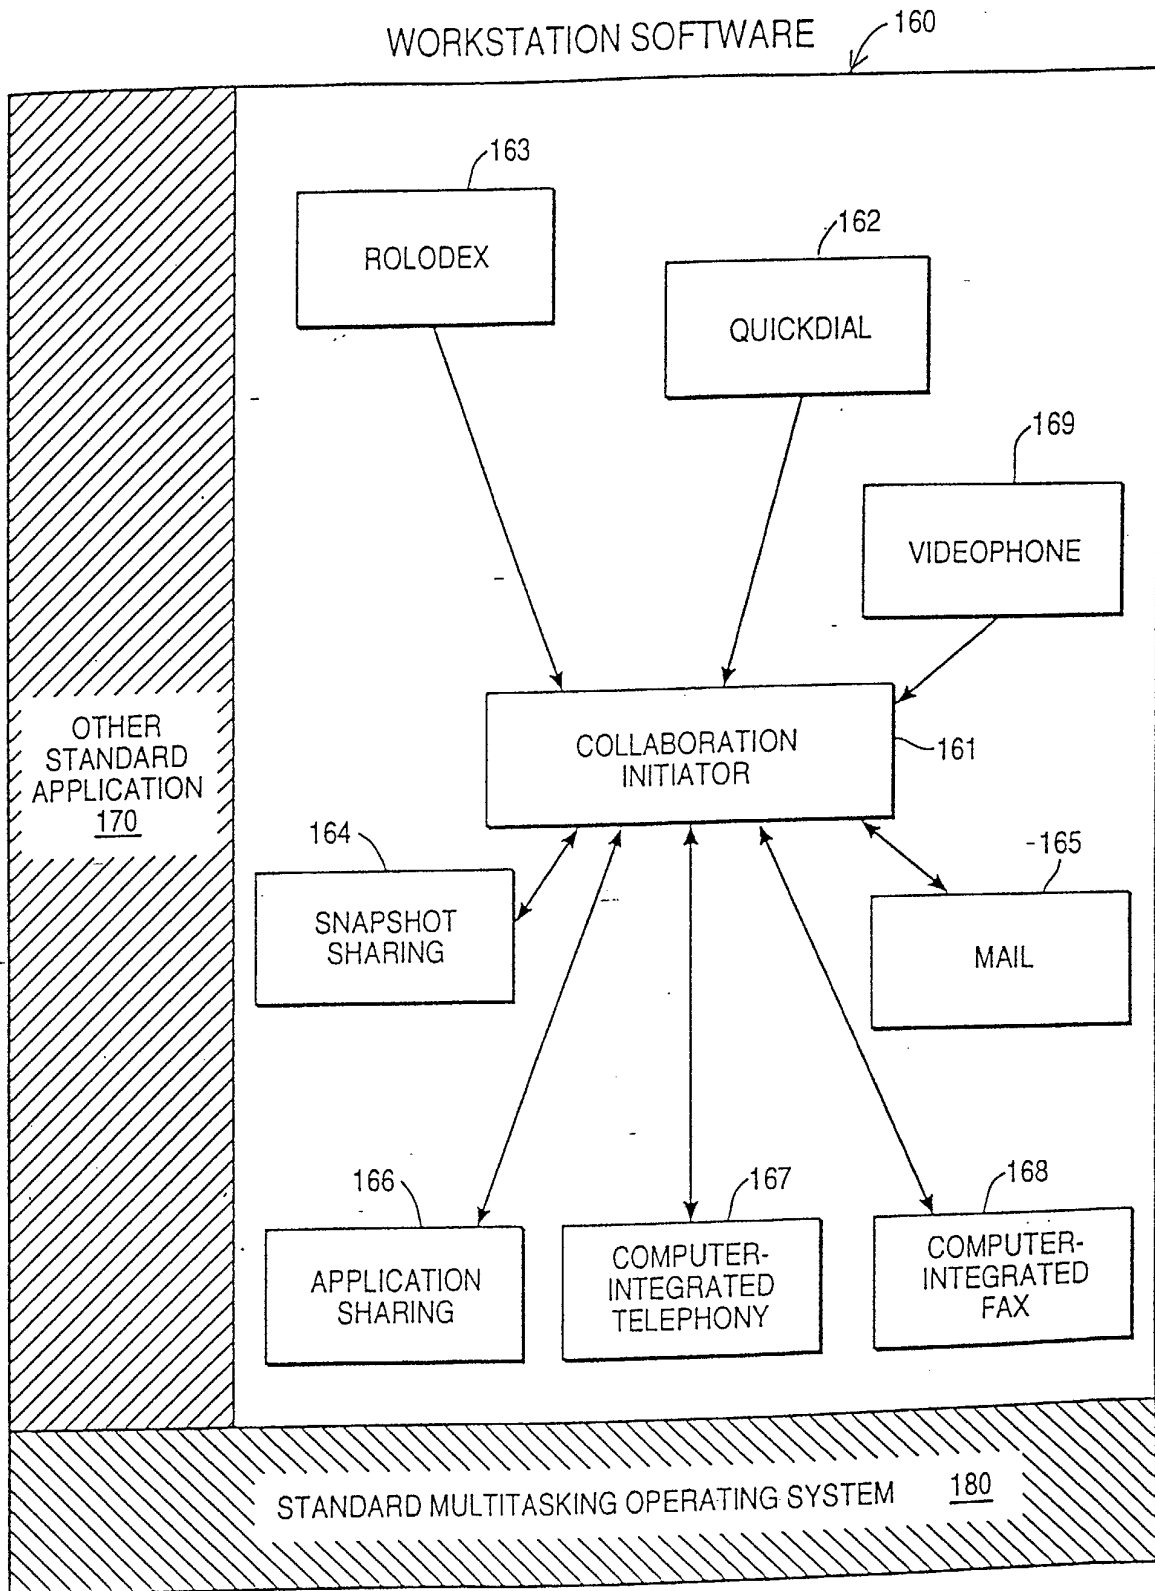 WORKSTATION SOFTWARE
160
163
ROLODEX
162
QUICKDIAL
169
VIDEOPHONE
COLLABORATION
INITIATOR
161
OTHER
STANDARD
APPLICATION
170
164
SNAPSHOT
SHARING
165
MAIL
166
APPLICATION
SHARING
167
COMPUTER-
INTEGRATED
TELEPHONY
168
COMPUTER-
INTEGRATED
FAX
STANDARD MULTITASKING OPERATING SYSTEM 180